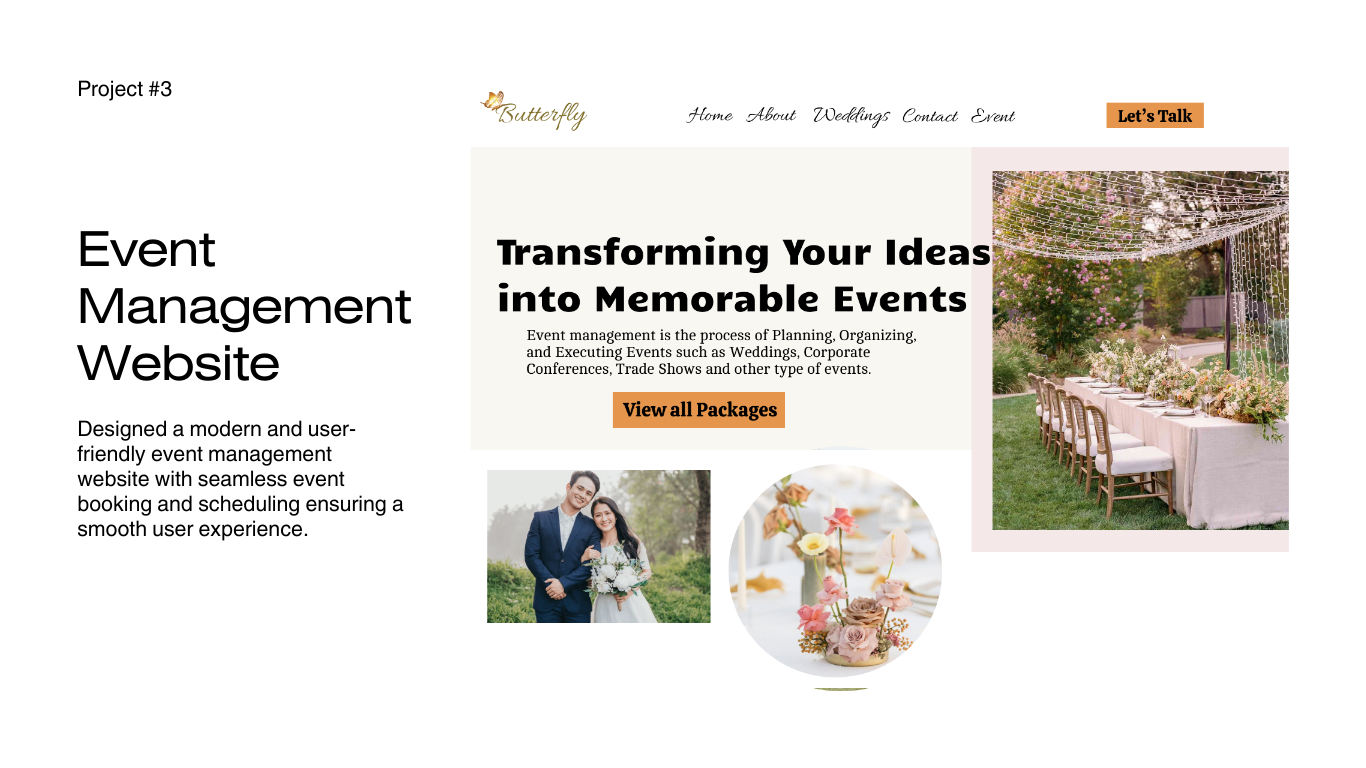 Project #3
Event
Management
Website
Designed a modern and user-
friendly event management
website with seamless event
booking and scheduling ensuring a
smooth user experience.
Butterfly
Home About Weddings Contact Event
Let's Talk
Transforming Your Ideas
into Memorable Events
Event management is the process of Planning, Organizing,
and Executing Events such as Weddings, Corporate
Conferences, Trade Shows and other type of events.
View all Packages